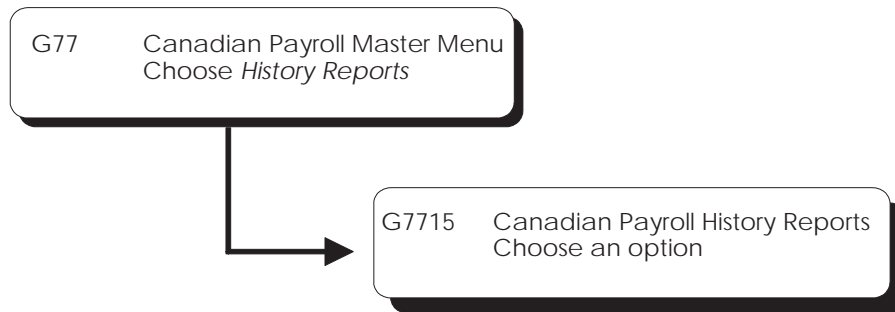 G77 Canadian Payroll Master Menu
Choose History Reports
G7715 Canadian Payroll History Reports
Choose an option